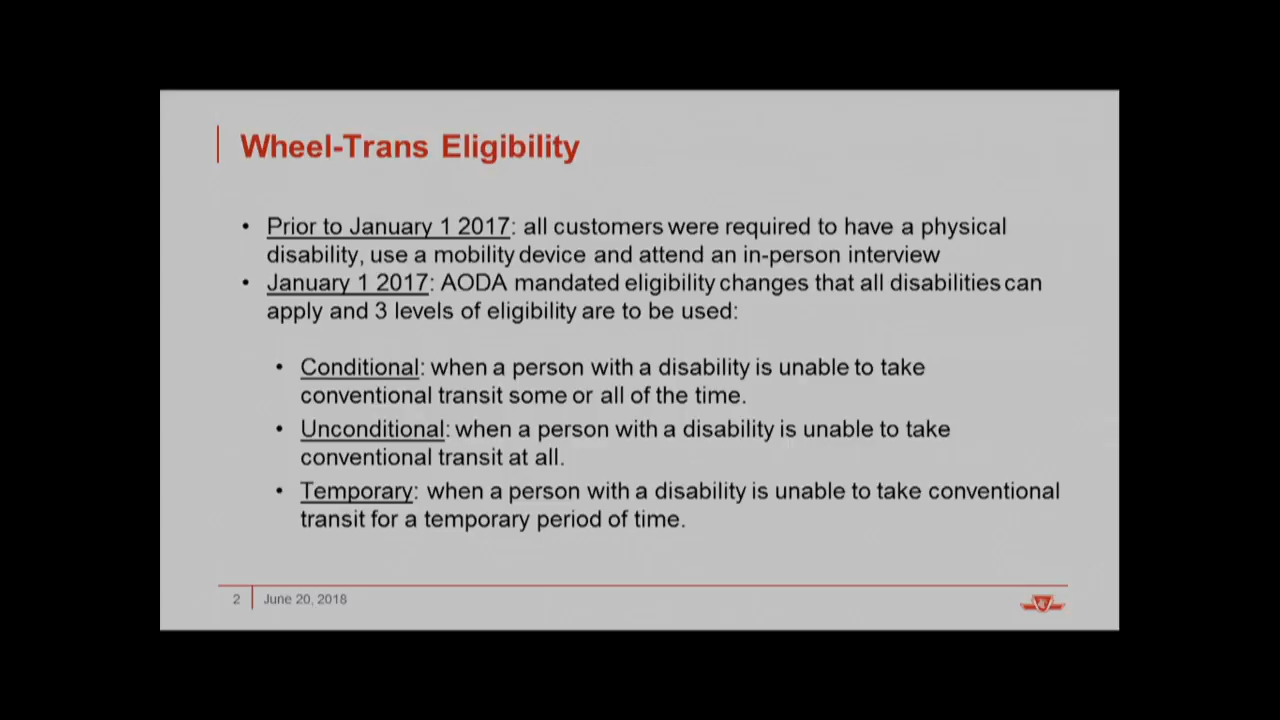 Wheel-Trans Eligibility
• Prior to January 1 2017: all customers were required to have a physical
disability, use a mobility device and attend an in-person interview
• January 1 2017: AODA mandated eligibility changes that all disabilities can
apply and 3 levels of eligibility are to be used:
• Conditional: when a person with a disability is unable to take
conventional transit some or all of the time.
• Unconditional: when a person with a disability is unable to take
conventional transit at all.
• Temporary: when a person with a disability is unable to take conventional
transit for a temporary period of time.
2 June 20, 2018